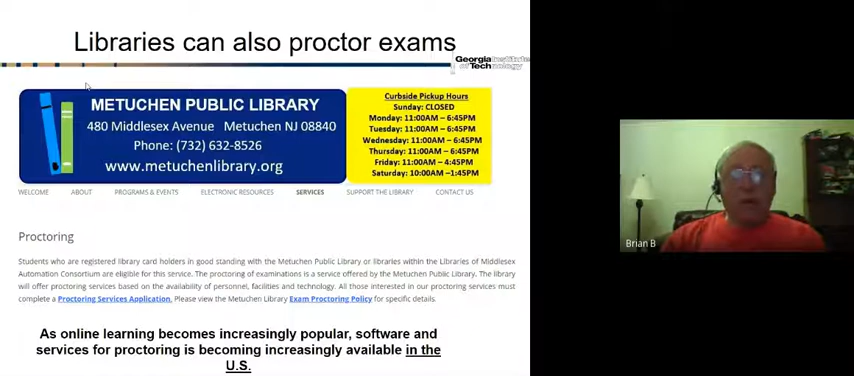 Libraries can also proctor exams
Georgia Institute
of Technology
METUCHEN PUBLIC LIBRARY
480 Middlesex Avenue Metuchen NJ 08840
Phone: (732) 632-8526
www.metuchenlibrary.org
Curbside Pickup Hours
Sunday: CLOSED
Monday: 11:00AM – 6:45PM
Tuesday: 11:00AM – 6:45PM
Wednesday: 11:00AM – 6:45PM
Thursday: 11:00AM – 6:45PM
Friday: 11:00AM – 4:45PM
Saturday: 10:00AM –1:45PM
WELCOME ABOUT PROGRAMS & EVENTS ELECTRONIC RESOURCES SERVICES SUPPORT THE LIBRARY CONTACT US
Proctoring
Students who are registered library card holders in good standing with the Metuchen Public Library or libraries within the Libraries of Middlesex
Automation Consortium are eligible for this service. The proctoring of examinations is a service offered by the Metuchen Public Library. The library
will offer proctoring services based on the availability of personnel, facilities and technology. All those interested in our proctoring services must
complete a Proctoring Services Application. Please view the Metuchen Library Exam Proctoring Policy for specific details.
As online learning becomes increasingly popular, software and
services for proctoring is becoming increasingly available in the
U.S.
Brian B